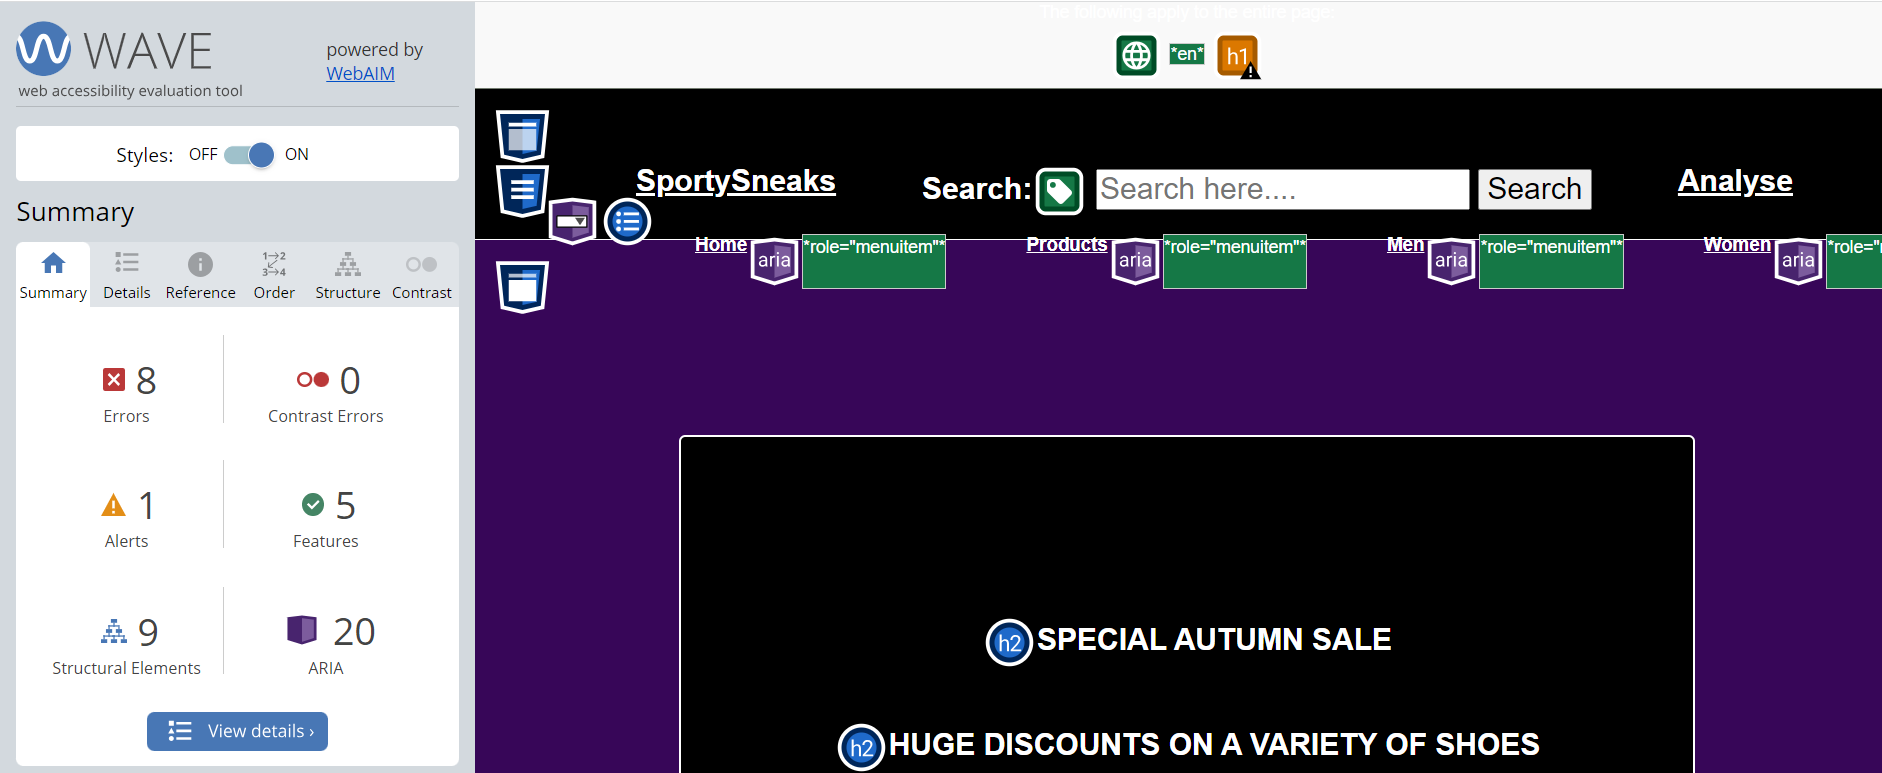 WAVE
powered by
WebAIM
web accessibility evaluation tool
Styles: OFF ON
Summary
Summary Details Reference Order Structure Contrast
8
Errors
0
Contrast Errors
1
Alerts
5
Features
9
Structural Elements
20
ARIA
View details ›
The following apply to the entire page:
*en* h1
SportySneaks Search: Search here.... Search Analyse
Home aria *role="menuitem"* Products aria *role="menuitem"* Men aria *role="menuitem"* Women aria *role="
h2 SPECIAL AUTUMN SALE
h2 HUGE DISCOUNTS ON A VARIETY OF SHOES